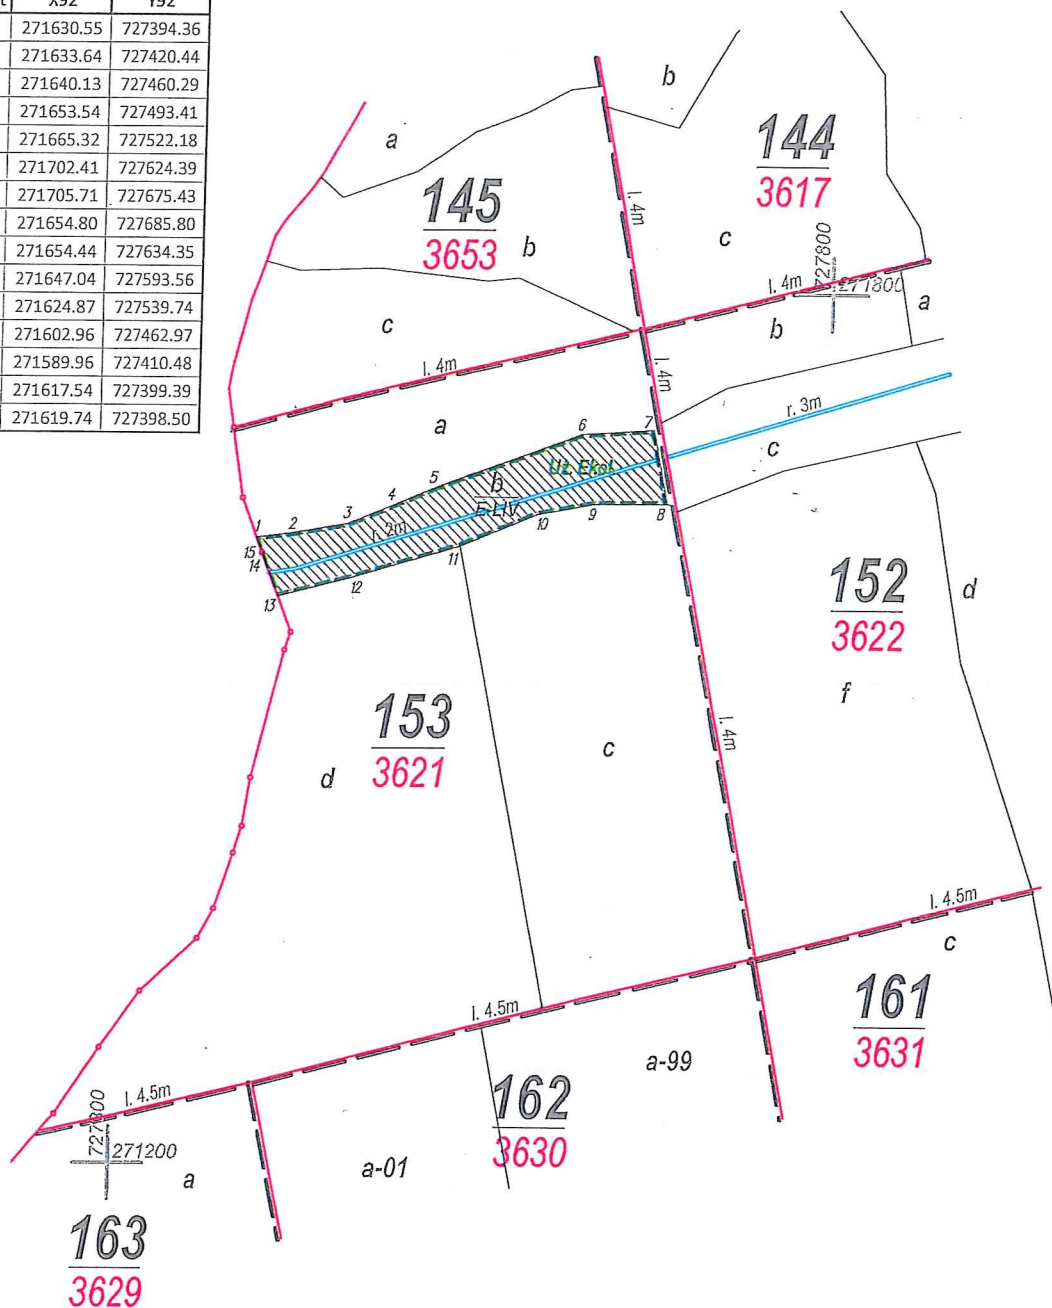 X92 Y92
271630.55 727394.36
271633.64 727420.44
271640.13 727460.29
271653.54 727493.41
271665.32 727522.18
271702.41 727624.39
271705.71 727675.43
271654.80 727685.80
271654.44 727634.35
271647.04 727593.56
271624.87 727539.74
271602.96 727462.97
271589.96 727410.48
271617.54 727399.39
271619.74 727398.50
b
a
144
3617
145
3653
b
l. 4m
c
727800
271800
l. 4m
a
b
c
l. 4m
l. 4m
r. 3m
c
a
6
7
5
Uz. Ekol.
b
E-LIV
4
3
2
1
r. 2m
15
14
13
12
11
10
9
8
152
3622
d
f
153
3621
d
c
l. 4m
l. 4.5m
c
161
3631
l. 4.5m
a-99
162
3630
a-01
l. 4.5m
271200
a
163
3629